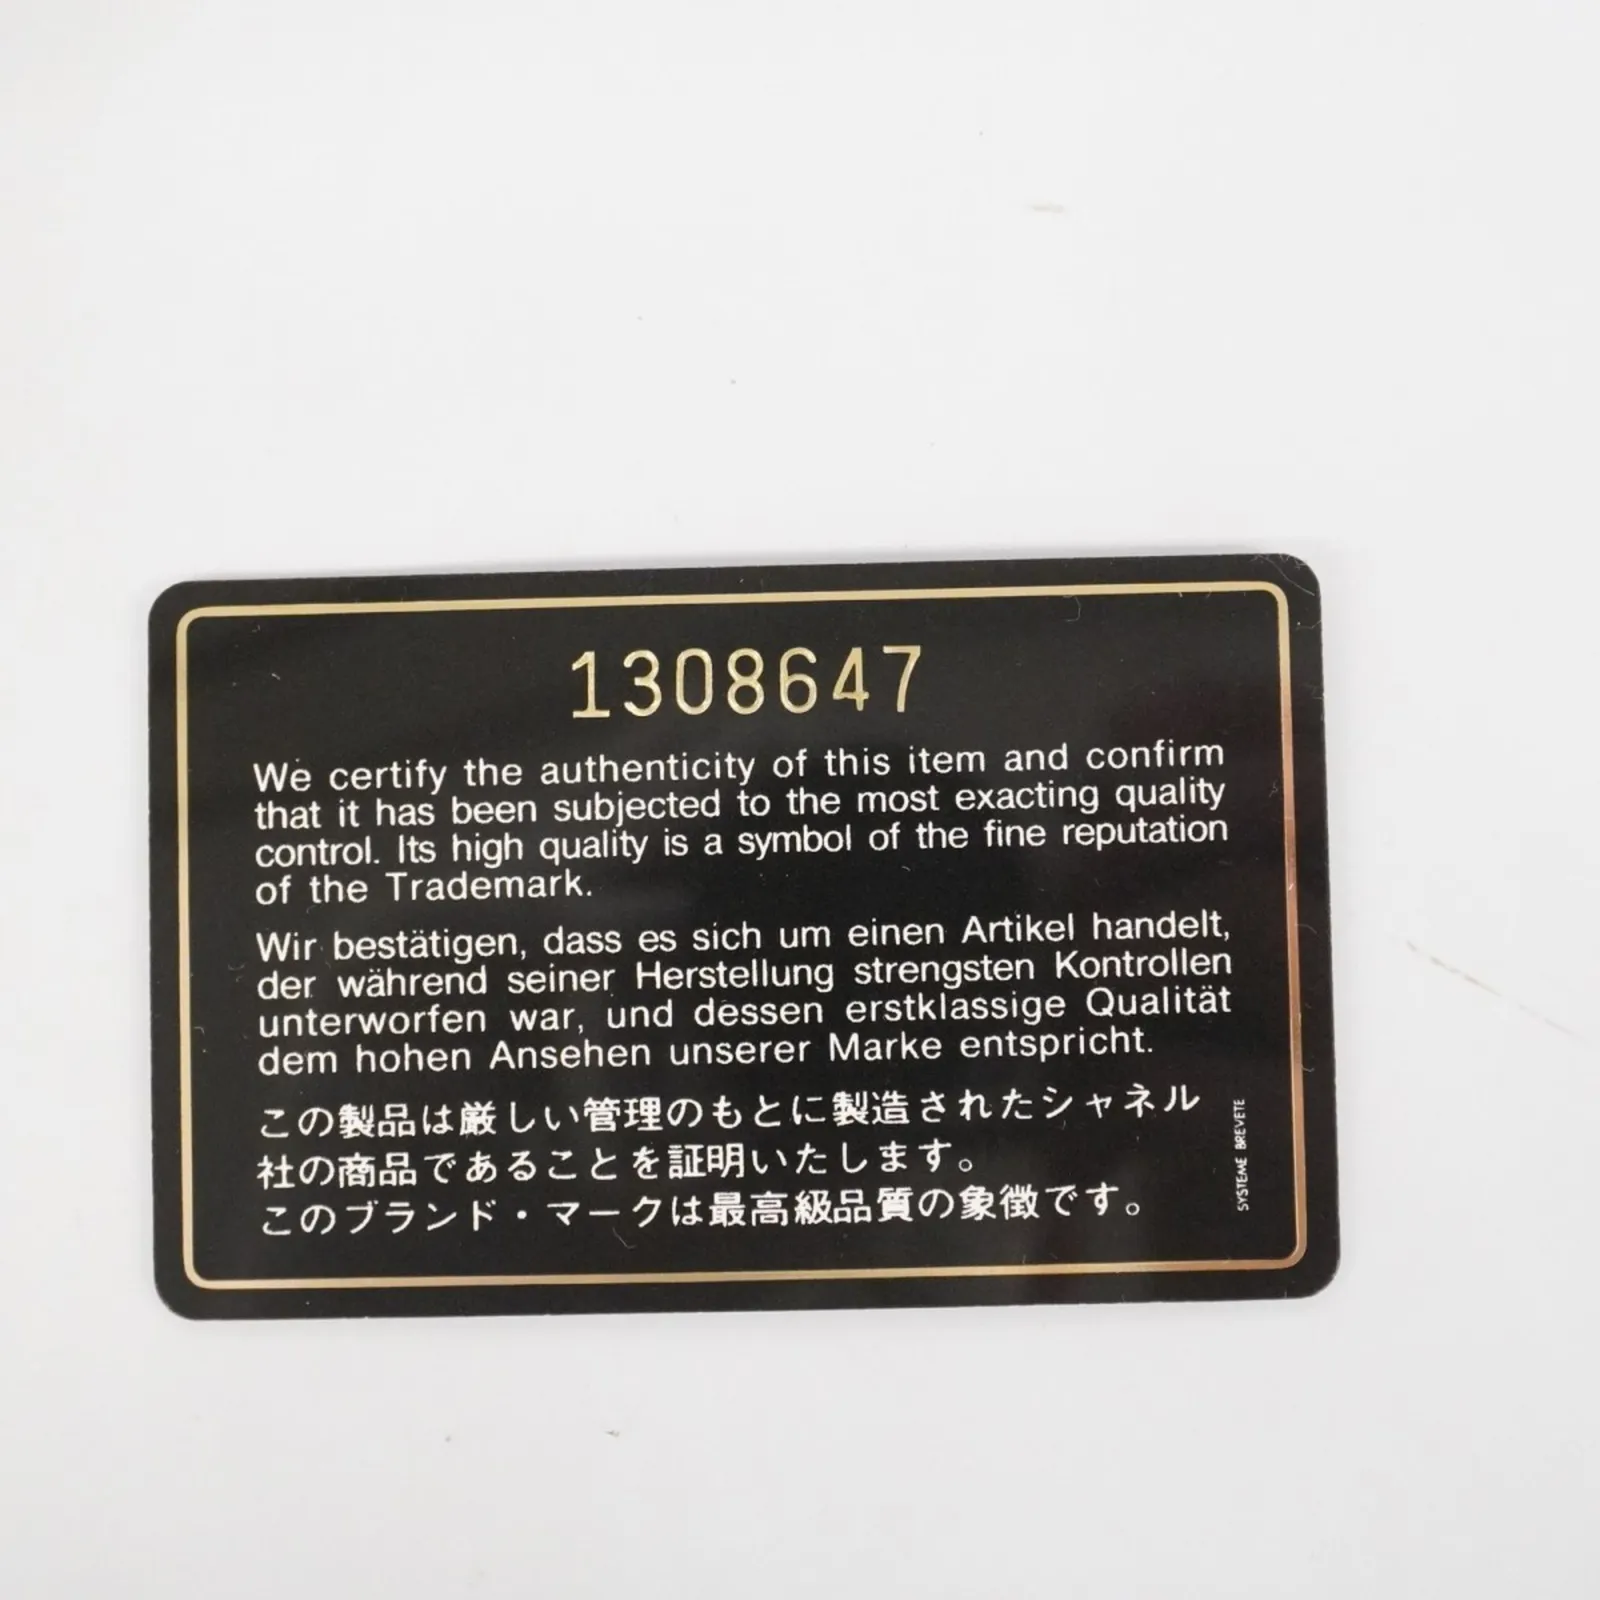 1308647
We certify the authenticity of this item and confirm
that it has been subjected to the most exacting quality
control. Its high quality is a symbol of the fine reputation
of the Trademark.
Wir bestätigen, dass es sich um einen Artikel handelt,
der während seiner Herstellung strengsten Kontrollen
unterworfen war, und dessen erstklassige Qualität
dem hohen Ansehen unserer Marke entspricht.
この製品は厳しい管理のもとに製造されたシャネル
社の商品であることを証明いたします。
このブランド・マークは最高級品質の象徴です。
SYSTEME BREVETE